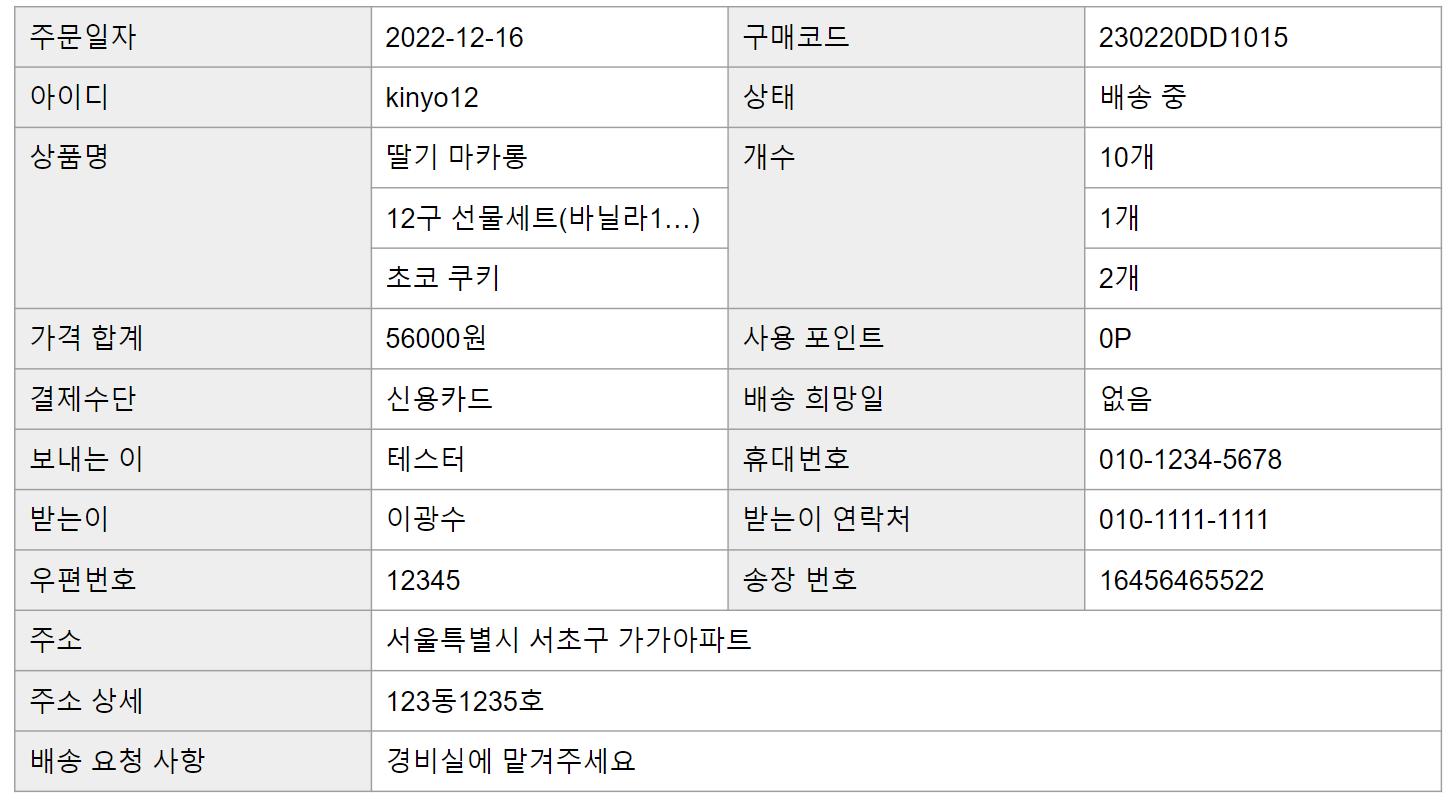 주문일자 2022-12-16 구매코드 230220DD1015
아이디 kinyo12 상태 배송 중
상품명 딸기 마카롱 개수 10개
12구 선물세트(바닐라1...) 1개
초코 쿠키 2개
가격 합계 56000원 사용 포인트 0P
결제수단 신용카드 배송 희망일 없음
보내는 이 테스터 휴대번호 010-1234-5678
받는이 이광수 받는이 연락처 010-1111-1111
우편번호 12345 송장 번호 16456465522
주소 서울특별시 서초구 가가아파트
주소 상세 123동1235호
배송 요청 사항 경비실에 맡겨주세요